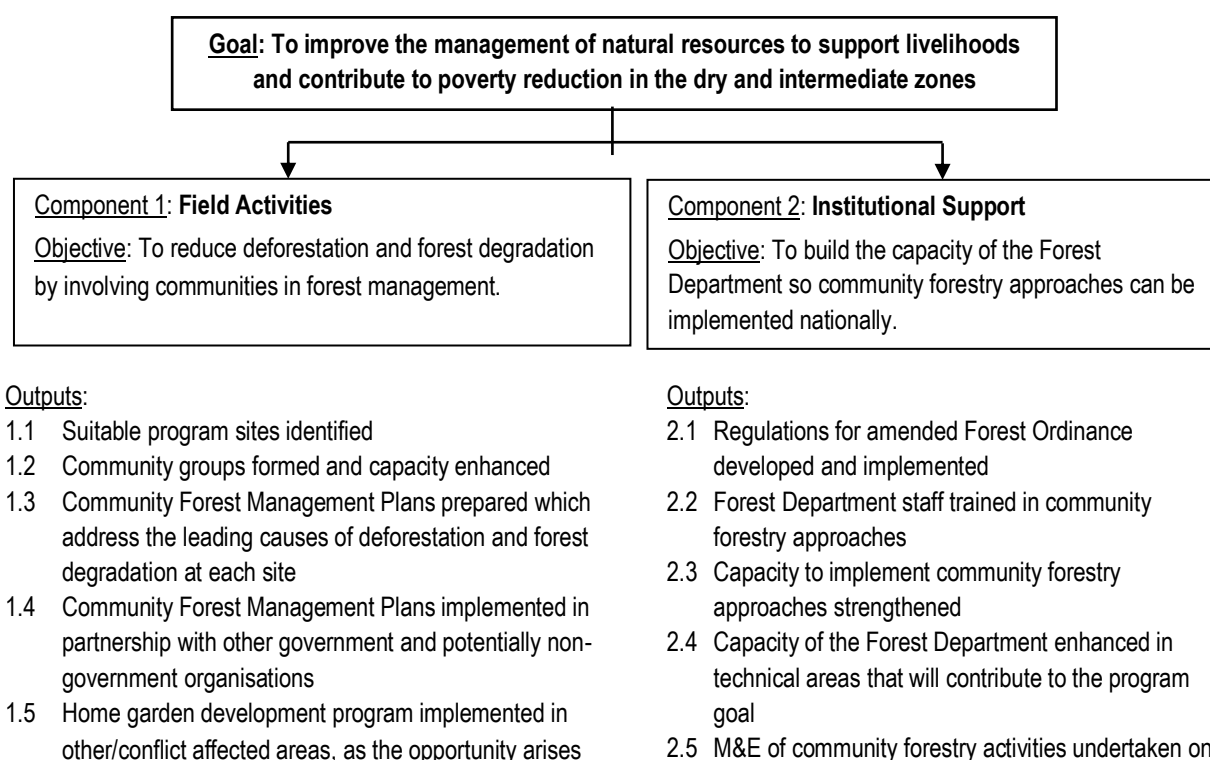 Goal: To improve the management of natural resources to support livelihoods
and contribute to poverty reduction in the dry and intermediate zones
Component 1: Field Activities
Objective: To reduce deforestation and forest degradation
by involving communities in forest management.
Component 2: Institutional Support
Objective: To build the capacity of the Forest
Department so community forestry approaches can be
implemented nationally.
Outputs:
1.1 Suitable program sites identified
1.2 Community groups formed and capacity enhanced
1.3 Community Forest Management Plans prepared which
address the leading causes of deforestation and forest
degradation at each site
1.4 Community Forest Management Plans implemented in
partnership with other government and potentially non-
government organisations
1.5 Home garden development program implemented in
other/conflict affected areas, as the opportunity arises
Outputs:
2.1 Regulations for amended Forest Ordinance
developed and implemented
2.2 Forest Department staff trained in community
forestry approaches
2.3 Capacity to implement community forestry
approaches strengthened
2.4 Capacity of the Forest Department enhanced in
technical areas that will contribute to the program
goal
2.5 M&E of community forestry activities undertaken on